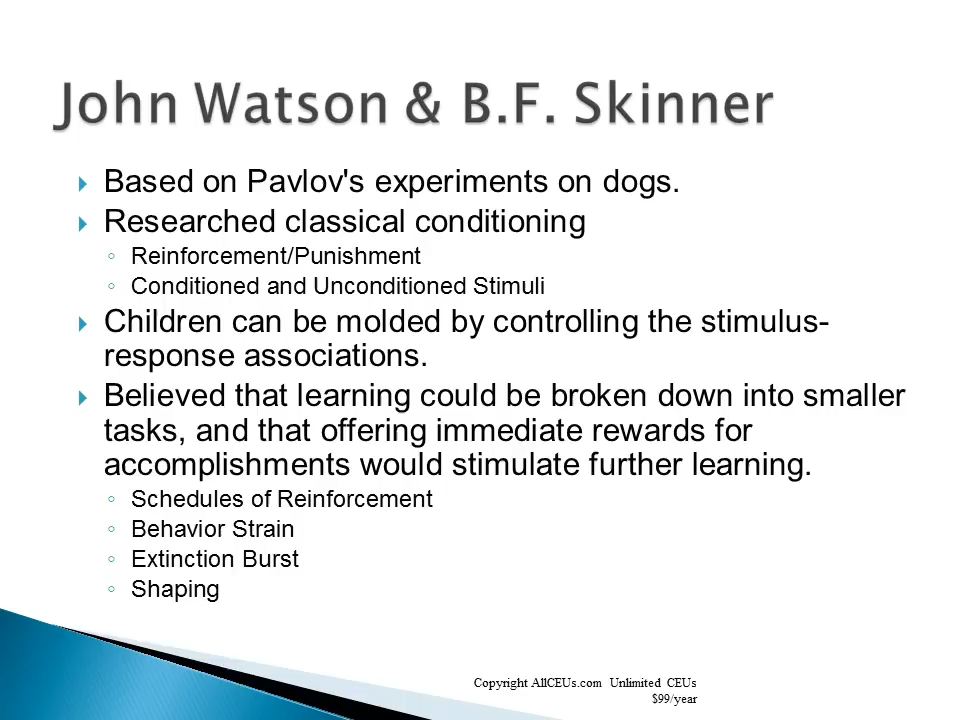 John Watson & B.F. Skinner
Based on Pavlov's experiments on dogs.
Researched classical conditioning
Reinforcement/Punishment
Conditioned and Unconditioned Stimuli
Children can be molded by controlling the stimulus-
response associations.
Believed that learning could be broken down into smaller
tasks, and that offering immediate rewards for
accomplishments would stimulate further learning.
Schedules of Reinforcement
Behavior Strain
Extinction Burst
Shaping
Copyright AllCEUs.com Unlimited CEUs
$99/year